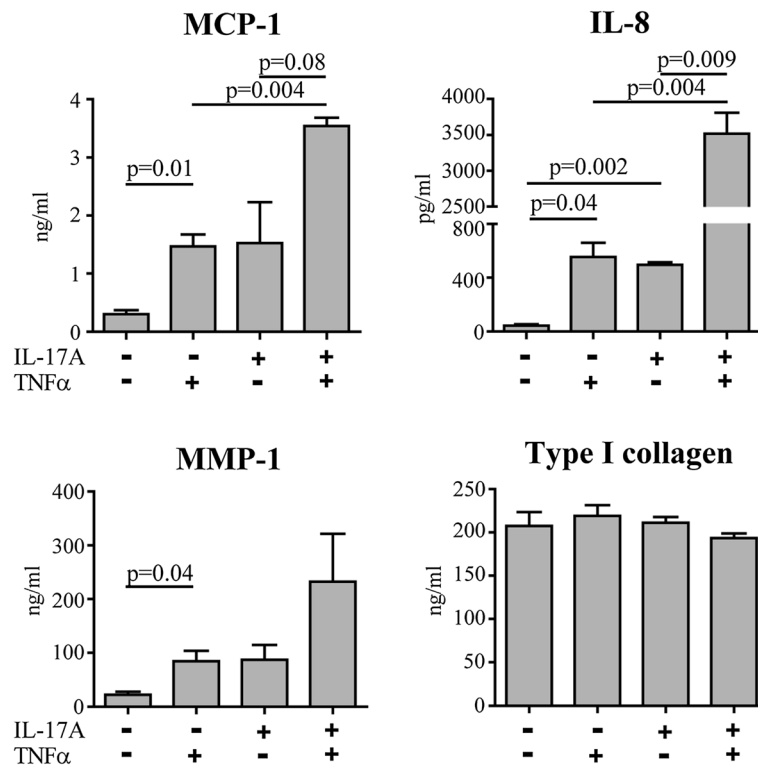 MCP-1
p=0.08
p=0.004
p=0.01
4
3
2
1
0
ng/ml
IL-17A - - + +
TNFα - + - +
IL-8
p=0.009
p=0.004
p=0.002
p=0.04
4000
3500
3000
2500
800
400
0
pg/ml
- - + +
- + - +
MMP-1
p=0.04
400
300
200
100
0
ng/ml
IL-17A - - + +
TNFα - + - +
Type I collagen
250
200
150
100
50
0
ng/ml
- - + +
- + - +